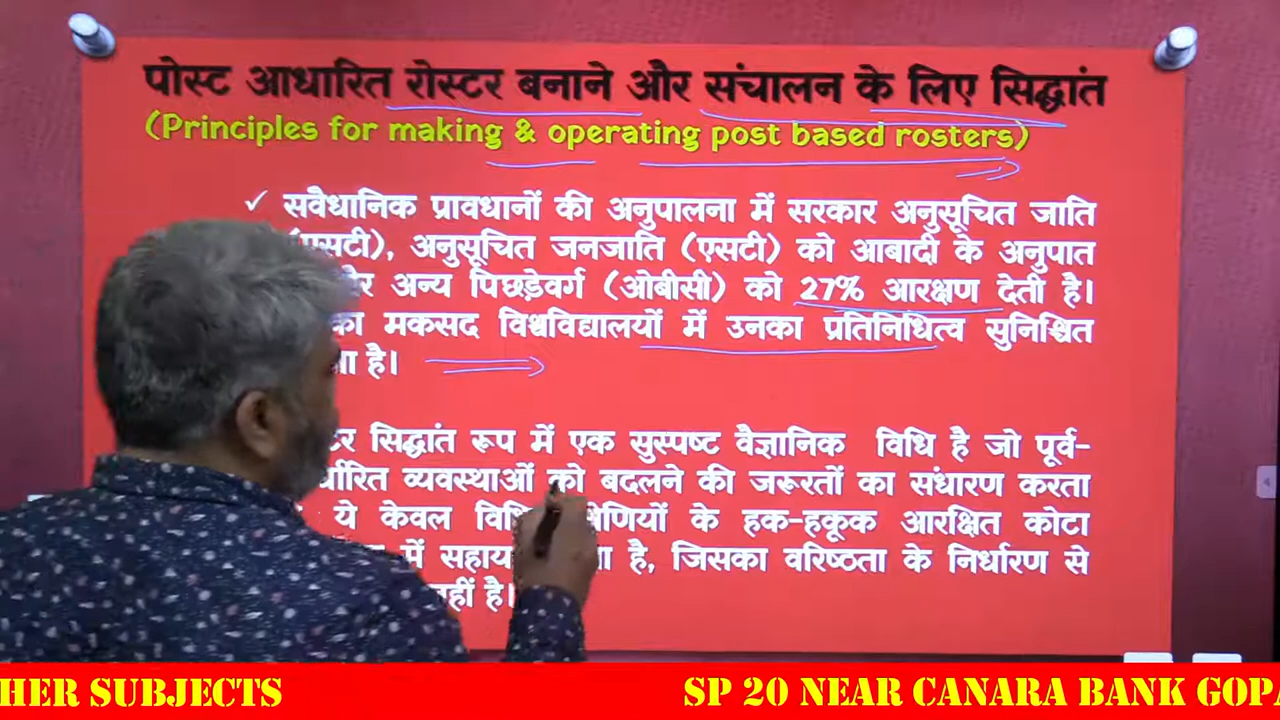 पोस्ट आधारित रोस्टर बनाने और संचालन के लिए सिद्धांत
(Principles for making & operating post based rosters)
✓ सवैधानिक प्रावधानों की अनुपालना में सरकार अनुसूचित जाति
(एसटी), अनुसूचित जनजाति (एसटी) को आबादी के अनुपात
अन्य पिछड़ेवर्ग (ओबीसी) को 27% आरक्षण देती है।
मकसद विश्वविद्यालयों में उनका प्रतिनिधित्व सुनिश्चित
है।
सिद्धांत रूप में एक सुस्पष्ट वैज्ञानिक विधि है जो पूर्व-
व्यवस्थाओं को बदलने की जरूरतों का संधारण करता
ये केवल के हक-हकूक आरक्षित कोटा
में है, जिसका वरिष्ठता के निर्धारण से
है।
HER SUBJECTS SP 20 NEAR CANARA BANK GOPA